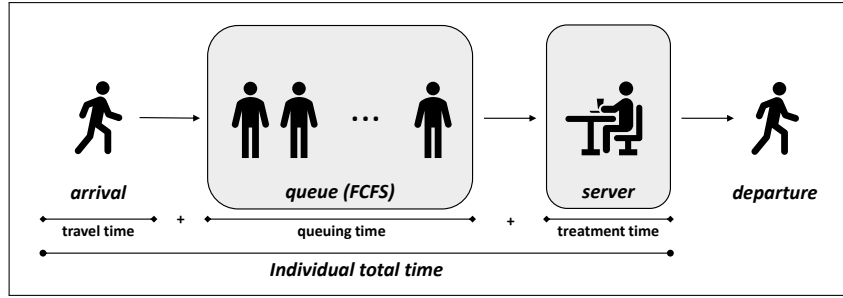 ...
arrival
queue (FCFS)
server
departure
travel time
+
queuing time
+
treatment time
Individual total time